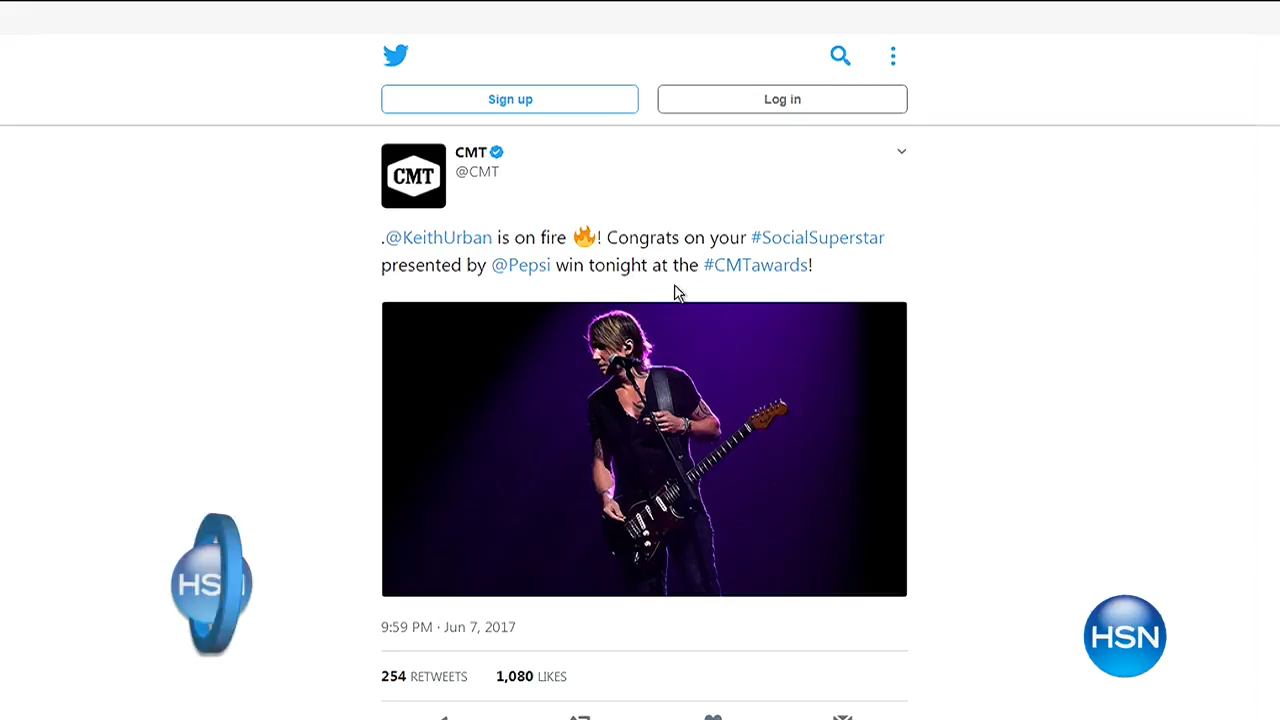 Sign up
Log in
CMT
CMT
@CMT
.@KeithUrban is on fire 🔥! Congrats on your #SocialSuperstar
presented by @Pepsi win tonight at the #CMTawards!
9:59 PM · Jun 7, 2017
254 RETWEETS 1,080 LIKES
HSN
HSN